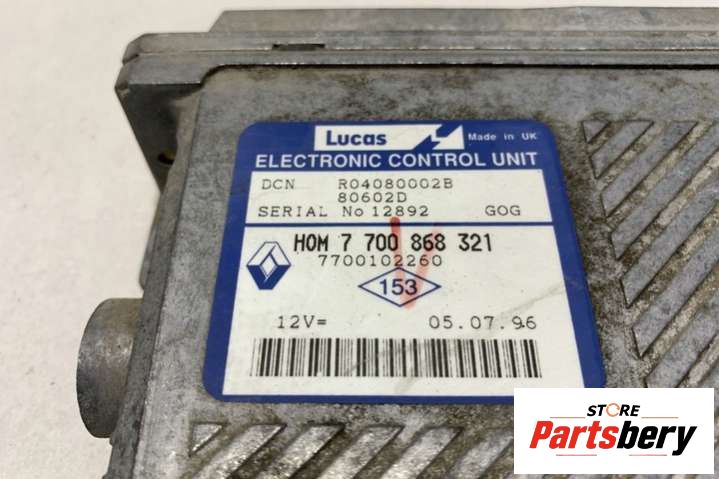 Lucas Made in UK
ELECTRONIC CONTROL UNIT
DCN R04080002B
80602D
SERIAL No 12892 GOG
HOM 7 700 868 321
7700102260
153
12V= 05.07.96
STORE
Partsbery